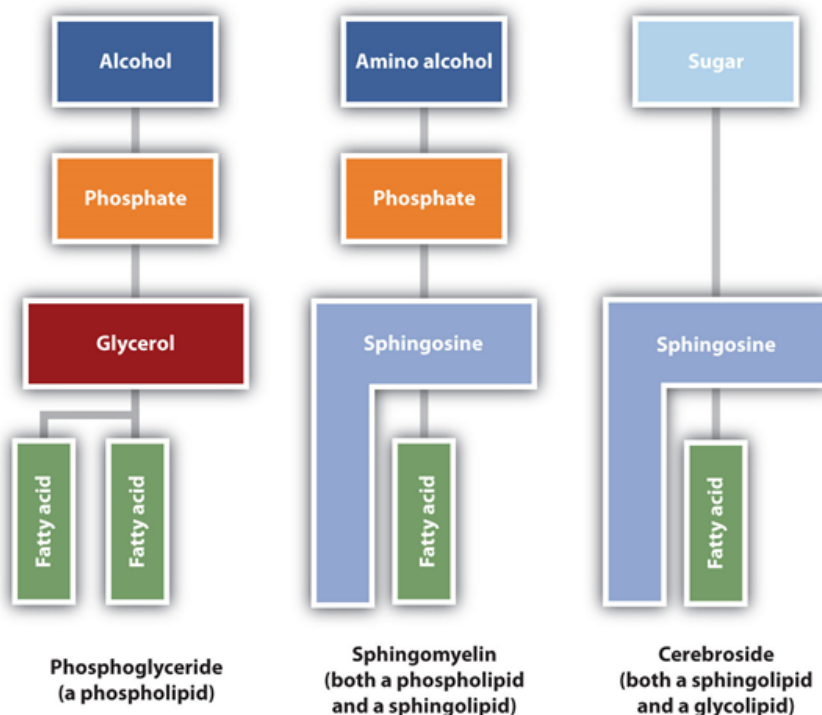 Alcohol
Phosphate
Glycerol
Fatty acid
Fatty acid
Phosphoglyceride
(a phospholipid)
Amino alcohol
Phosphate
Sphingosine
Fatty acid
Sphingomyelin
(both a phospholipid
and a sphingolipid)
Sugar
Sphingosine
Fatty acid
Cerebroside
(both a sphingolipid
and a glycolipid)